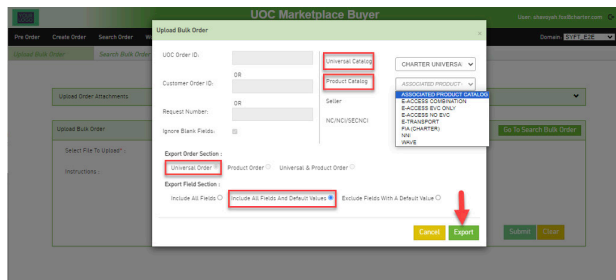 UOC Marketplace Buyer
Pre Order Create Order Search Order
Domain: SYFT_E2E
Upload Bulk Order
Search Bulk Order
Upload Order Attachments
Upload Bulk Order
Go To Search Bulk Order
Select File To Upload* :
Instructions :
Submit Clear
Upload Bulk Order
UOC Order ID:
OR
Customer Order ID:
OR
Request Number:
Ignore Blank Fields:
Universal Catalog
CHARTER UNIVERSA
Product Catalog
ASSOCIATED PRODUCT
Seller
NC/NCI/SECNCI
ASSOCIATED PRODUCT CATALOG
E-ACCESS COMBINATION
E-ACCESS EVC ONLY
E-ACCESS NO EVC
E-TRANSPORT
FIA (CHARTER)
NNI
WAVE
Export Order Section :
Universal Order Product Order Universal & Product Order
Export Field Section :
Include All Fields Include All Fields And Default Values Exclude Fields With A Default Value
Cancel Export